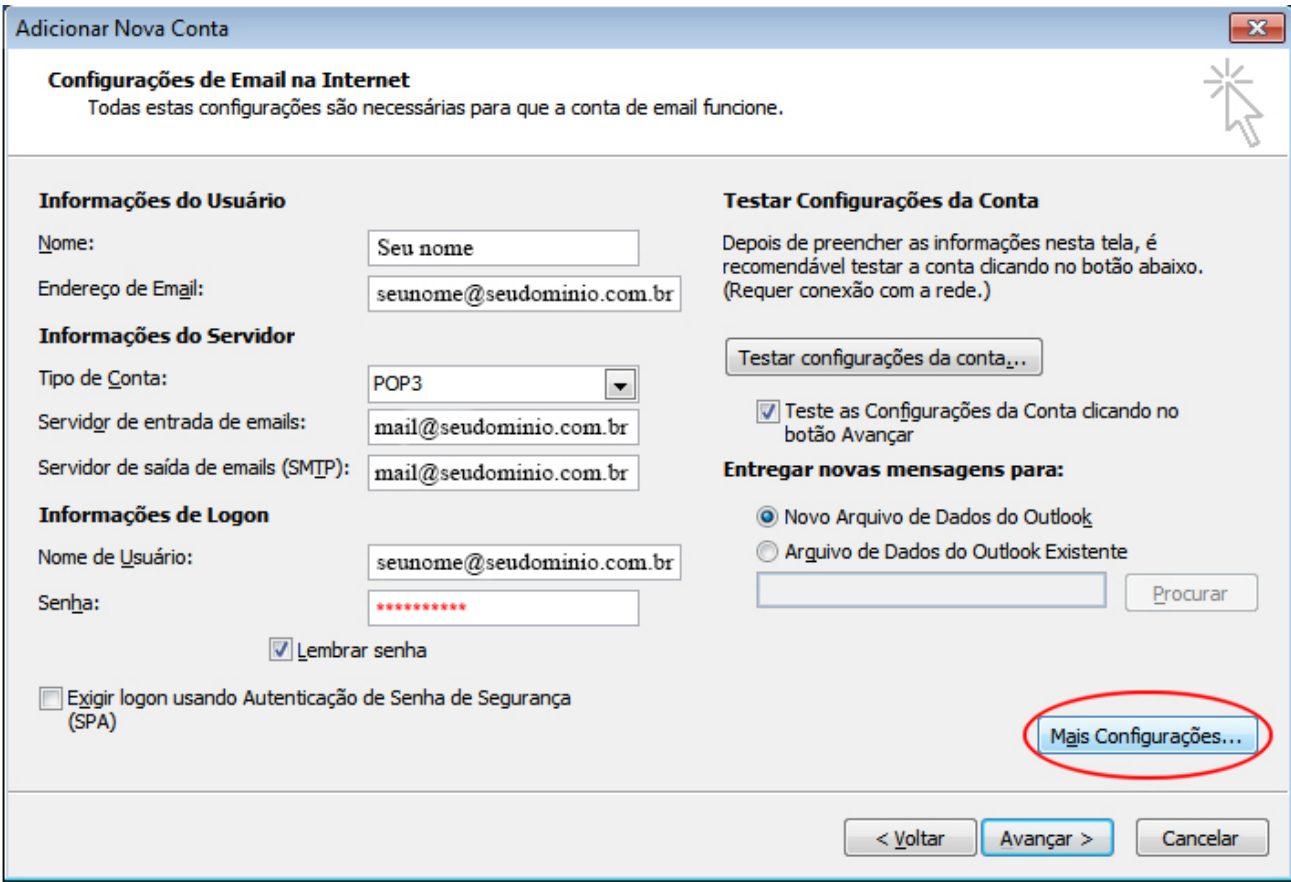 Adicionar Nova Conta
Configurações de Email na Internet
Todas estas configurações são necessárias para que a conta de email funcione.
Informações do Usuário
Nome:
Seu nome
Endereço de Email:
seunome@seudominio.com.br
Informações do Servidor
Tipo de Conta:
POP3
Servidor de entrada de emails:
mail@seudominio.com.br
Servidor de saída de emails (SMTP):
mail@seudominio.com.br
Informações de Logon
Nome de Usuário:
seunome@seudominio.com.br
Senha:
**********
Lembrar senha
Exigir logon usando Autenticação de Senha de Segurança
(SPA)
Testar Configurações da Conta
Depois de preencher as informações nesta tela, é
recomendável testar a conta clicando no botão abaixo.
(Requer conexão com a rede.)
Testar configurações da conta...
Teste as Configurações da Conta clicando no
botão Avançar
Entregar novas mensagens para:
Novo Arquivo de Dados do Outlook
Arquivo de Dados do Outlook Existente
Procurar
Mais Configurações...
< Voltar
Avançar >
Cancelar